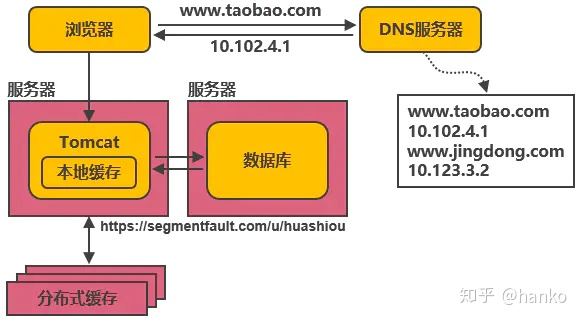 www.taobao.com
浏览器
10.102.4.1
DNS服务器
服务器
服务器
Tomcat
本地缓存
数据库
www.taobao.com
10.102.4.1
www.jingdong.com
10.123.3.2
https://segmentfault.com/u/huashiou
分布式缓存
知乎 @hanko